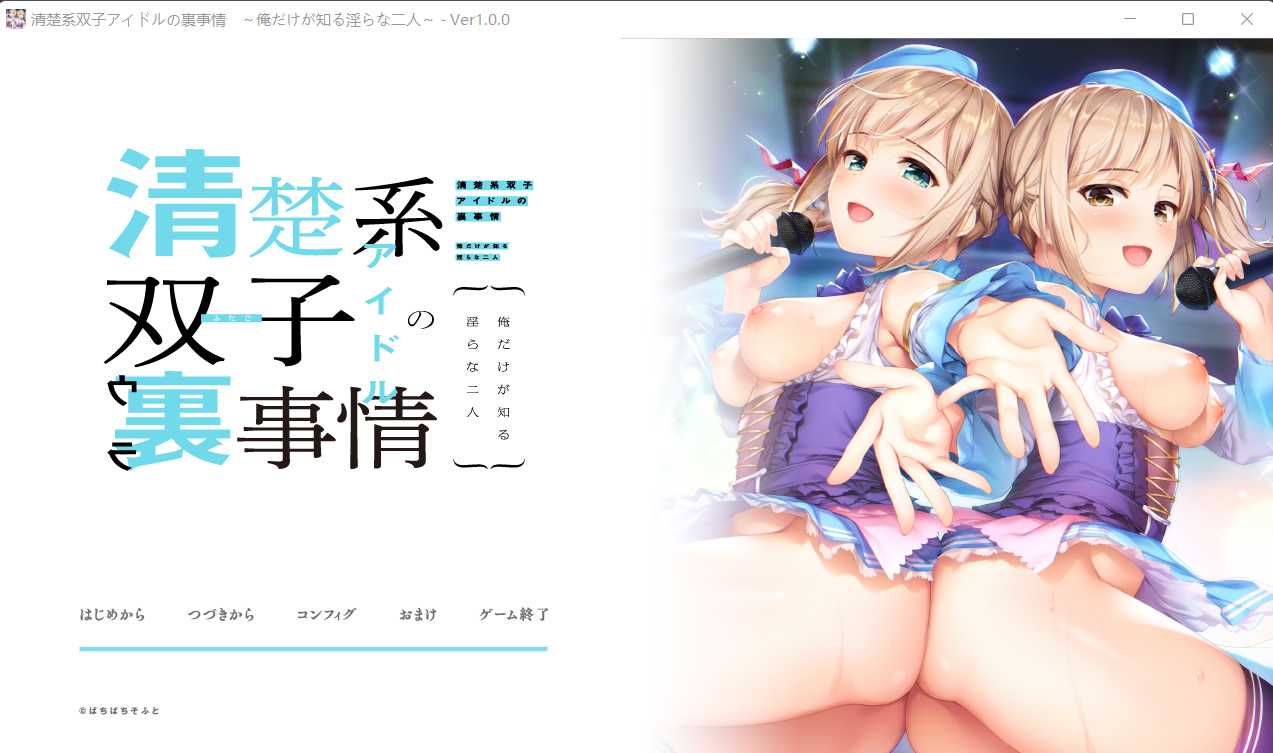 清楚系双子アイドルの裏事情　～俺だけが知る淫らな二人～ - Ver1.0.0
清楚系
双子
アイドル
の
ふたご
裏事情
ウラ
清楚系双子
アイドルの
裏事情
俺だけが知る
淫らな二人
俺だけが知る
淫らな二人
はじめから
つづきから
コンフィグ
おまけ
ゲーム終了
©ぱちぱちそふと